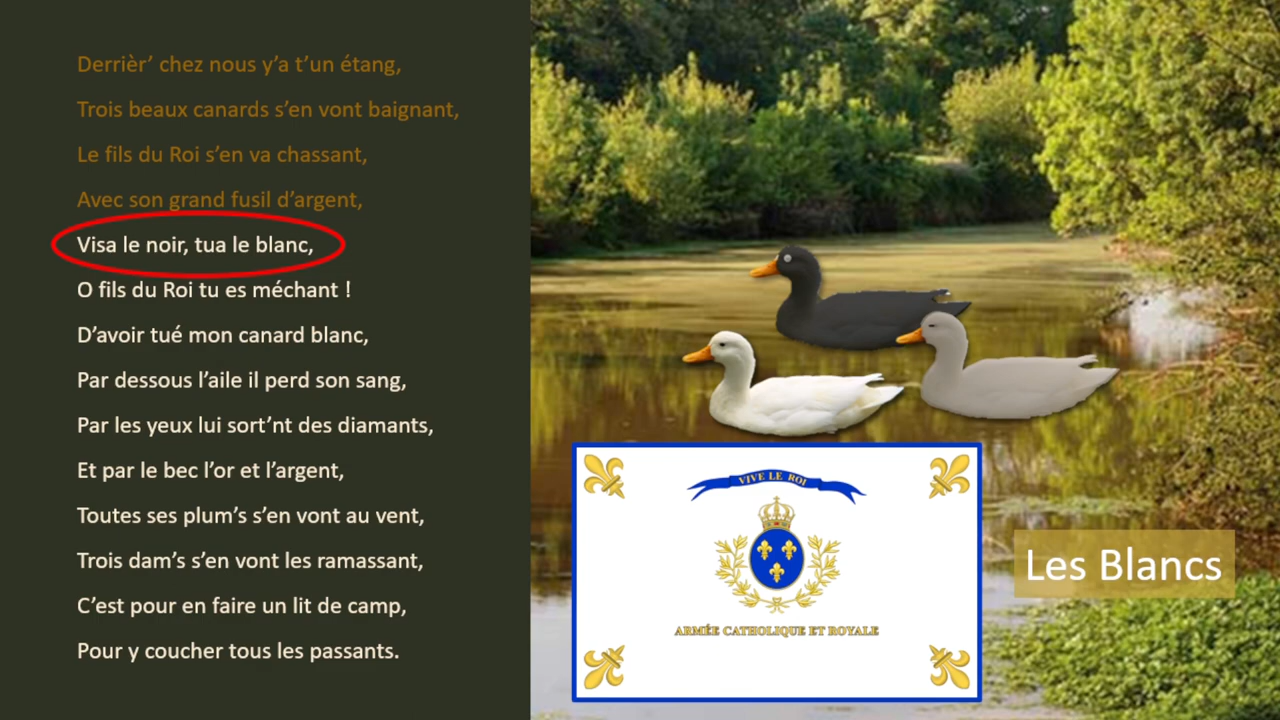 Derrièr’ chez nous y’a t’un étang,
Trois beaux canards s’en vont baignant,
Le fils du Roi s’en va chassant,
Avec son grand fusil d’argent,
Visa le noir, tua le blanc,
O fils du Roi tu es méchant !
D’avoir tué mon canard blanc,
Par dessous l’aile il perd son sang,
Par les yeux lui sort’nt des diamants,
Et par le bec l’or et l’argent,
Toutes ses plum’s s’en vont au vent,
Trois dam’s s’en vont les ramassant,
C’est pour en faire un lit de camp,
Pour y coucher tous les passants.
VIVE LE ROI
ARMÉE CATHOLIQUE ET ROYALE
Les Blancs